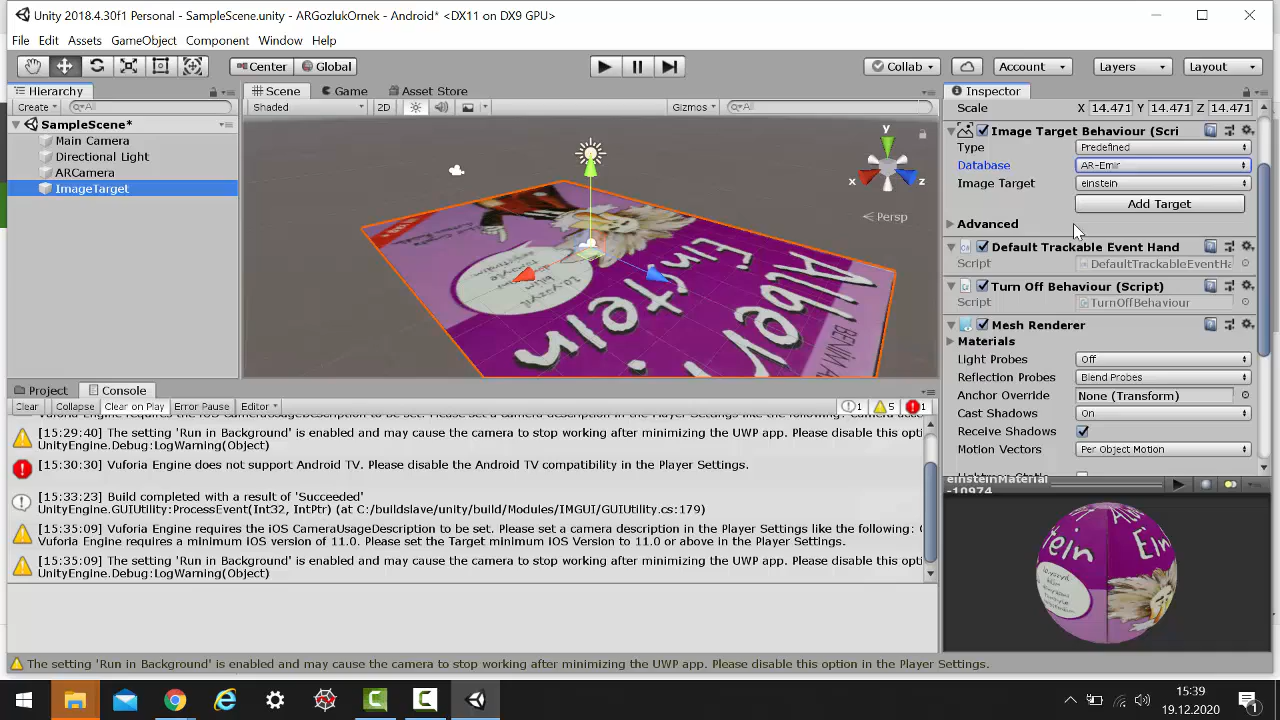 Unity 2018.4.30f1 Personal - SampleScene.unity - ARGozlukOrnek - Android* <DX11 on DX9 GPU>
File Edit Assets GameObject Component Window Help
Center Global Collab Account Layers Layout
Hierarchy
Create All
SampleScene*
Main Camera
Directional Light
ARCamera
ImageTarget
Scene Game Asset Store
Shaded 2D Gizmos All
y
x z
Persp
Albert
Einstein
BENİM
Inspector
Scale X 14.471 Y 14.471 Z 14.471
Image Target Behaviour (Scri
Type Predefined
Database AR-Emir
Image Target einstein
Add Target
Advanced
Default Trackable Event Hand
Script DefaultTrackableEventHa
Turn Off Behaviour (Script)
Script TurnOffBehaviour
Mesh Renderer
Materials
Light Probes Off
Reflection Probes Blend Probes
Anchor Override None (Transform)
Cast Shadows On
Receive Shadows
Motion Vectors Per Object Motion
einsteinMaterial
-10974
Project Console
Clear Collapse Clear on Play Error Pause Editor 1 5 1
[15:29:40] The setting 'Run in Background' is enabled and may cause the camera to stop working after minimizing the UWP app. Please disable this opti
UnityEngine.Debug:LogWarning(Object)
[15:30:30] Vuforia Engine does not support Android TV. Please disable the Android TV compatibility in the Player Settings.
[15:33:23] Build completed with a result of 'Succeeded'
UnityEngine.GUIUtility:ProcessEvent(Int32, IntPtr) (at C:/buildslave/unity/build/Modules/IMGUI/GUIUtility.cs:179)
[15:35:09] Vuforia Engine requires the iOS CameraUsageDescription to be set. Please set a camera description in the Player Settings like the following:
Vuforia Engine requires a minimum iOS version of 11.0. Please set the Target minimum iOS Version to 11.0 or above in the Player Settings.
[15:35:09] The setting 'Run in Background' is enabled and may cause the camera to stop working after minimizing the UWP app. Please disable this opti
UnityEngine.Debug:LogWarning(Object)
The setting 'Run in Background' is enabled and may cause the camera to stop working after minimizing the UWP app. Please disable this option in the Player Settings.
15:39
19.12.2020
1